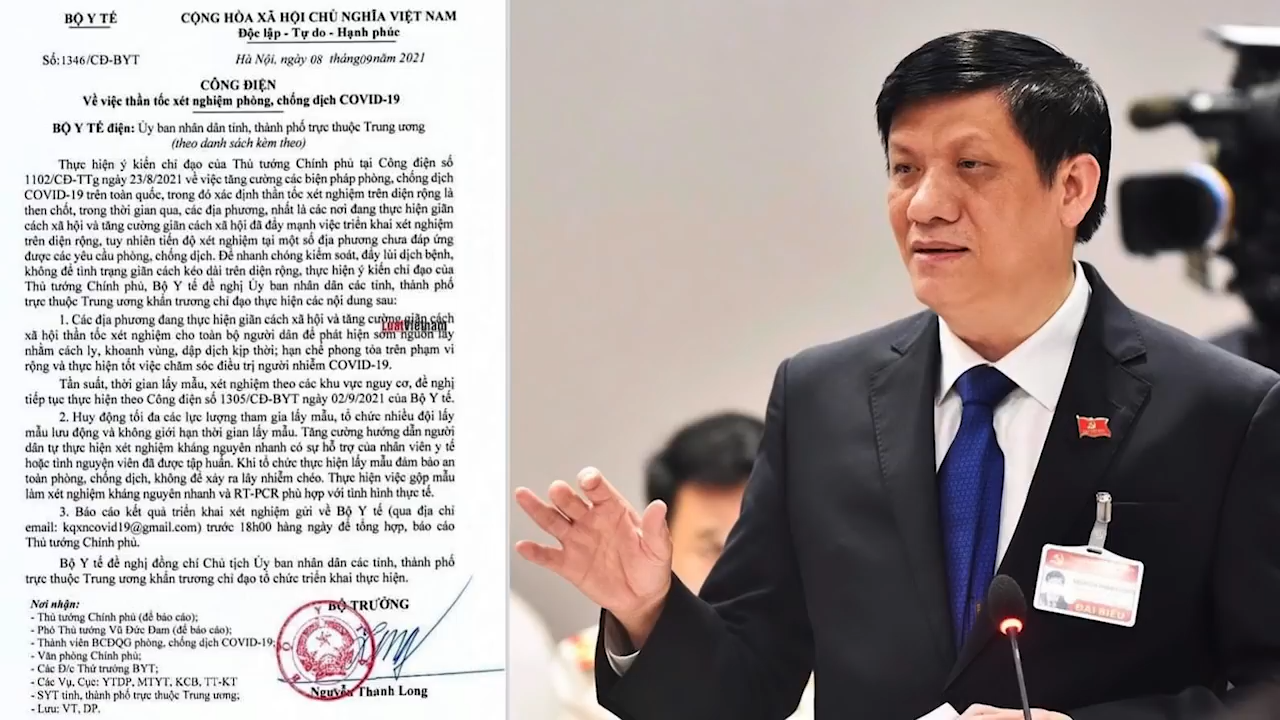 BỘ Y TẾ
CỘNG HÒA XÃ HỘI CHỦ NGHĨA VIỆT NAM
Độc lập - Tự do - Hạnh phúc
Số:1346/CĐ-BYT
Hà Nội, ngày 08 tháng09năm 2021
CÔNG ĐIỆN
Về việc thần tốc xét nghiệm phòng, chống dịch COVID-19
BỘ Y TẾ điện: Ủy ban nhân dân tỉnh, thành phố trực thuộc Trung ương
(theo danh sách kèm theo)
Thực hiện ý kiến chỉ đạo của Thủ tướng Chính phủ tại Công điện số
1102/CĐ-TTg ngày 23/8/2021 về việc tăng cường các biện pháp phòng, chống dịch
COVID-19 trên toàn quốc, trong đó xác định thần tốc xét nghiệm trên diện rộng là
then chốt, trong thời gian qua, các địa phương, nhất là các nơi đang thực hiện giãn
cách xã hội và tăng cường giãn cách xã hội đã đẩy mạnh việc triển khai xét nghiệm
trên diện rộng, tuy nhiên tiến độ xét nghiệm tại một số địa phương chưa đáp ứng
được các yêu cầu phòng, chống dịch. Để nhanh chóng kiểm soát, đẩy lùi dịch bệnh,
không để tình trạng giãn cách kéo dài trên diện rộng, thực hiện ý kiến chỉ đạo của
Thủ tướng Chính phủ, Bộ Y tế đề nghị Ủy ban nhân dân các tỉnh, thành phố
trực thuộc Trung ương khẩn trương chỉ đạo thực hiện các nội dung sau:
1. Các địa phương đang thực hiện giãn cách xã hội và tăng cường giãn cách
xã hội thần tốc xét nghiệm cho toàn bộ người dân để phát hiện sớm nguồn lây
LuatVietnam
nhằm cách ly, khoanh vùng, dập dịch kịp thời; hạn chế phong tỏa trên phạm vi
rộng và thực hiện tốt việc chăm sóc điều trị người nhiễm COVID-19.
Tần suất, thời gian lấy mẫu, xét nghiệm theo các khu vực nguy cơ, đề nghị
tiếp tục thực hiện theo Công điện số 1305/CĐ-BYT ngày 02/9/2021 của Bộ Y tế.
2. Huy động tối đa các lực lượng tham gia lấy mẫu, tổ chức nhiều đội lấy
mẫu lưu động và không giới hạn thời gian lấy mẫu. Tăng cường hướng dẫn người
dân tự thực hiện xét nghiệm kháng nguyên nhanh có sự hỗ trợ của nhân viên y tế
hoặc tình nguyện viên đã được tập huấn. Khi tổ chức thực hiện lấy mẫu đảm bảo an
toàn phòng, chống dịch, không để xảy ra lây nhiễm chéo. Thực hiện việc gộp mẫu
làm xét nghiệm kháng nguyên nhanh và RT-PCR phù hợp với tình hình thực tế.
3. Báo cáo kết quả triển khai xét nghiệm gửi về Bộ Y tế (qua địa chỉ
email: kqxncovid19@gmail.com) trước 18h00 hàng ngày để tổng hợp, báo cáo
Thủ tướng Chính phủ.
Bộ Y tế đề nghị đồng chí Chủ tịch Ủy ban nhân dân các tỉnh, thành phố
trực thuộc Trung ương khẩn trương chỉ đạo tổ chức triển khai thực hiện.
Nơi nhận:
- Thủ tướng Chính phủ (để báo cáo);
- Phó Thủ tướng Vũ Đức Đam (để báo cáo);
- Thành viên BCĐQG phòng, chống dịch COVID-19;
- Văn phòng Chính phủ;
- Các Đ/c Thứ trưởng BYT;
- Các Vụ, Cục: YTDP, MTYT, KCB, TT-KT
- SYT tỉnh, thành phố trực thuộc Trung ương;
- Lưu: VT, DP.
BỘ TRƯỞNG
Nguyễn Thanh Long
ĐẠI BIỂU